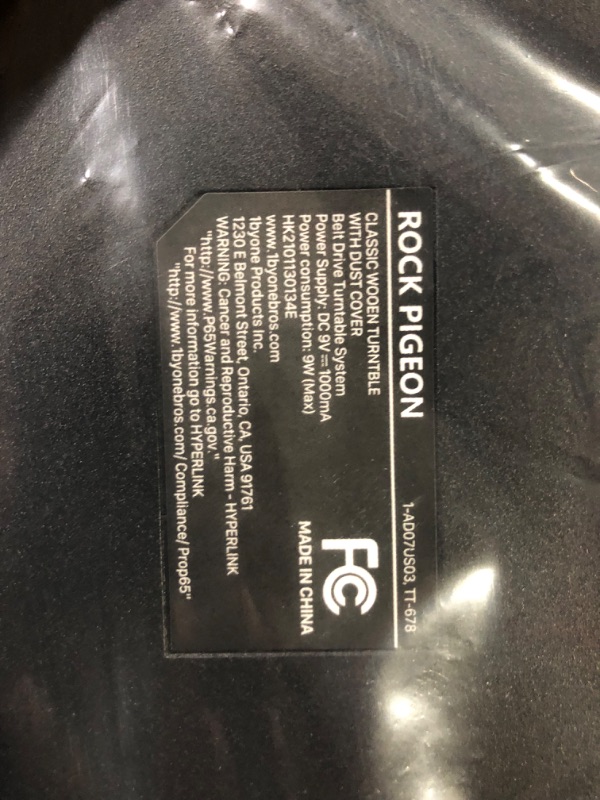 ROCK PIGEON
1-AD07US03, TT-678
CLASSIC WOOEN TURNTBLE
WITH DUST COVER
Belt Drive Turntable System
Power Supply: DC 9V ⎓ 1000mA
Power consumption: 9W (Max)
HK2101130134E
www.1byonebros.com
1byone Products Inc.
1230 E Belmont Street, Ontario, CA, USA 91761
WARNING: Cancer and Reproductive Harm - HYPERLINK
"http://www.P65Warnings.ca.gov."
For more information go to HYPERLINK
"http://www.1byonebros.com/ Compliance/ Prop65"
FC
MADE IN CHINA